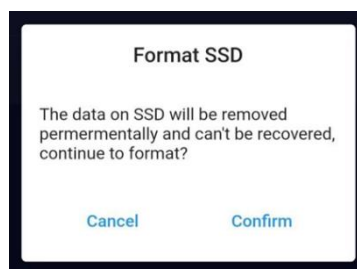 Format SSD
The data on SSD will be removed
permermentally and can't be recovered,
continue to format?
Cancel Confirm